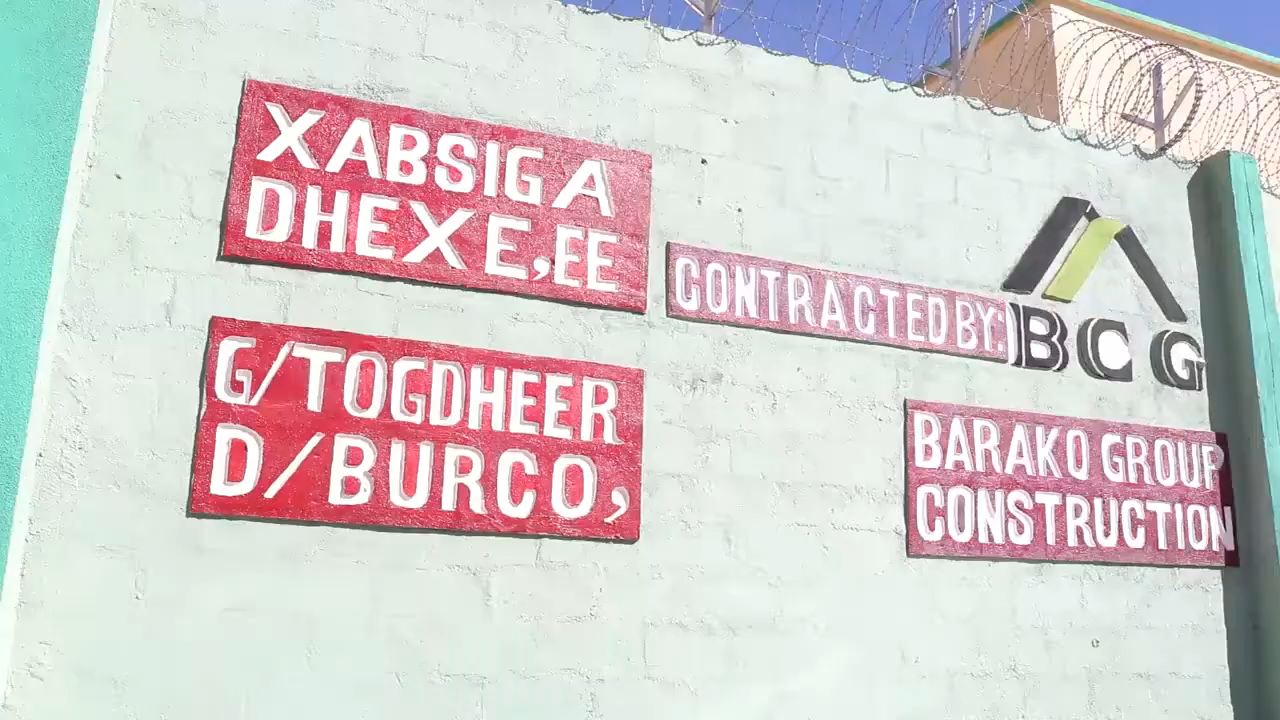 XABSIGA
DHEXE,EE
G/TOGDHEER
D/BURCO,
CONTRACTED BY:
BCG
BARAKO GROUP
CONSTRUCTION